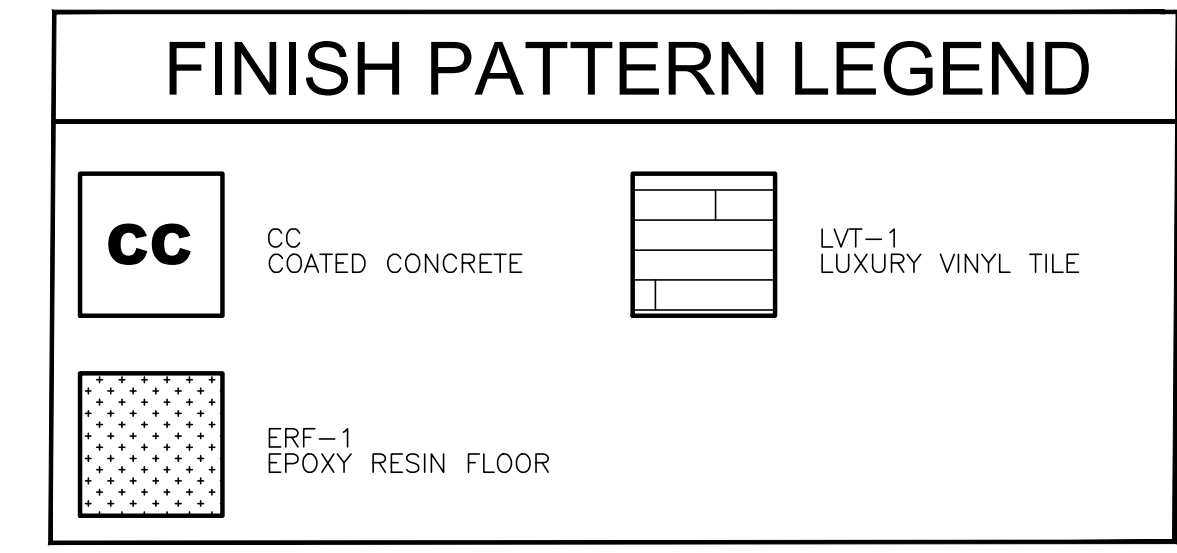 FINISH PATTERN LEGEND
CC
CC
COATED CONCRETE
LVT-1
LUXURY VINYL TILE
ERF-1
EPOXY RESIN FLOOR